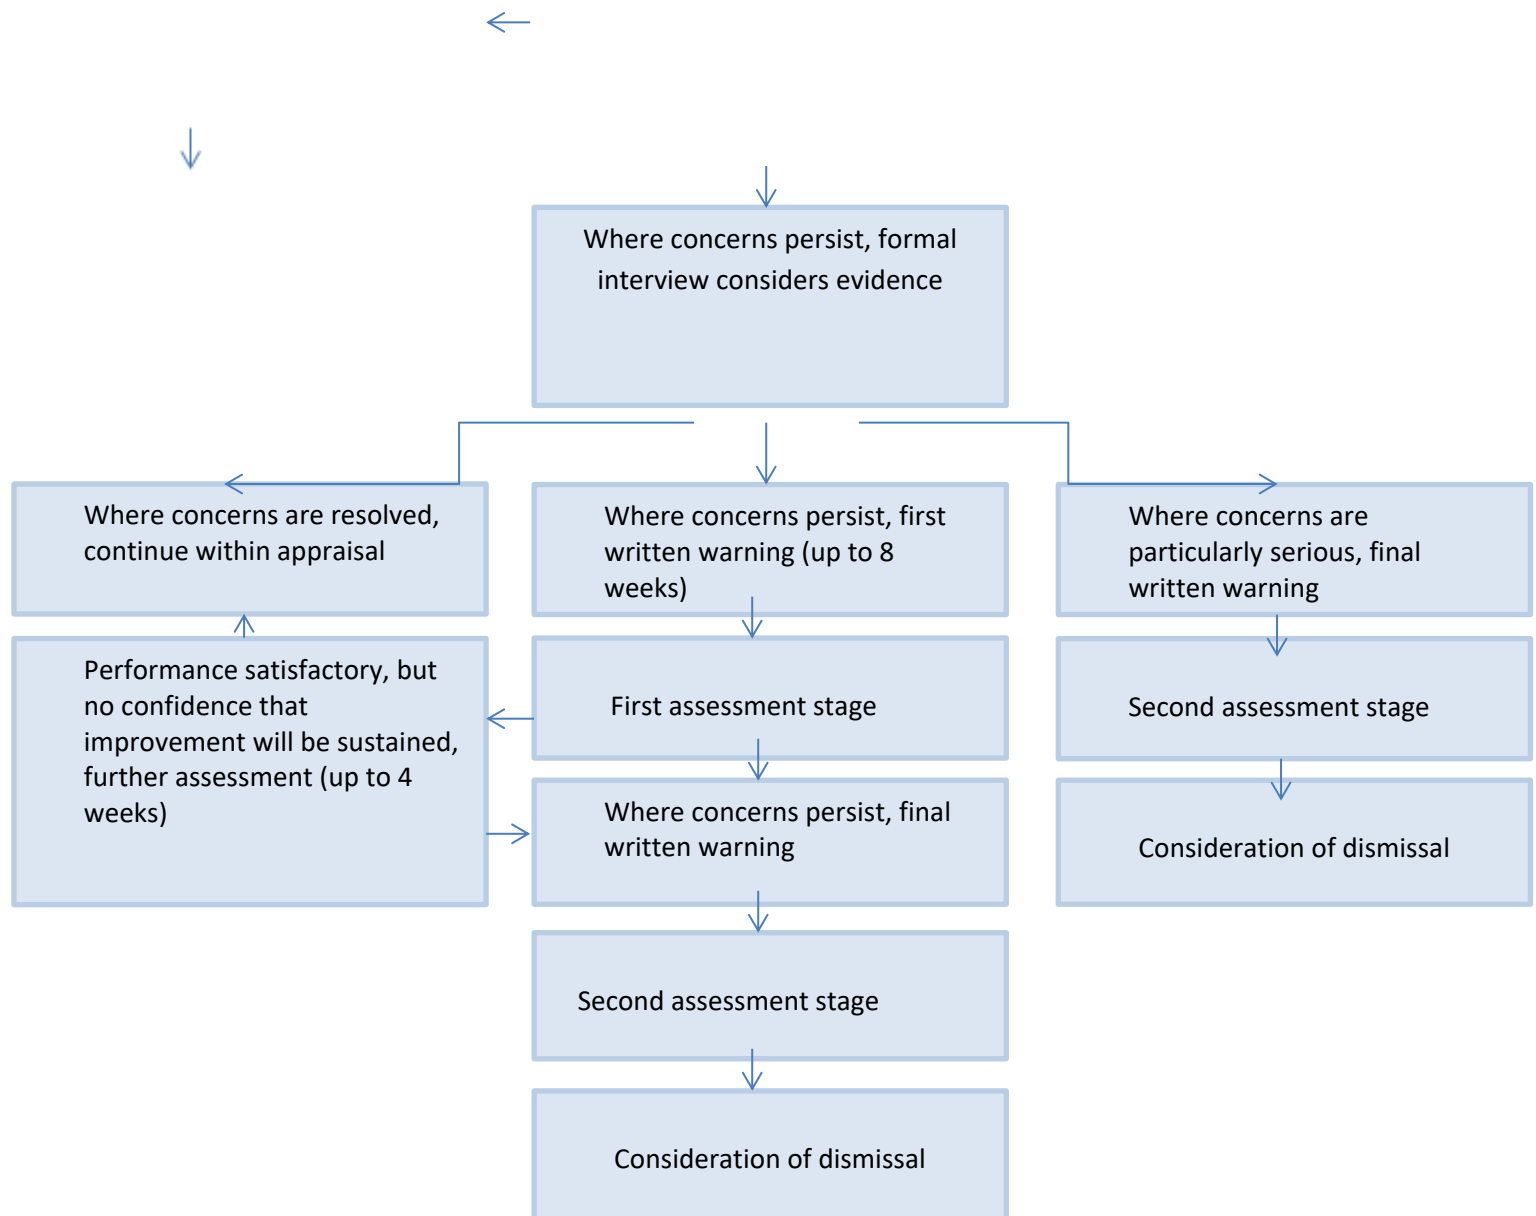 Where concerns persist, formal
interview considers evidence
Where concerns are resolved,
continue within appraisal
Where concerns persist, first
written warning (up to 8
weeks)
Where concerns are
particularly serious, final
written warning
Performance satisfactory, but
no confidence that
improvement will be sustained,
further assessment (up to 4
weeks)
First assessment stage
Second assessment stage
Where concerns persist, final
written warning
Consideration of dismissal
Second assessment stage
Consideration of dismissal